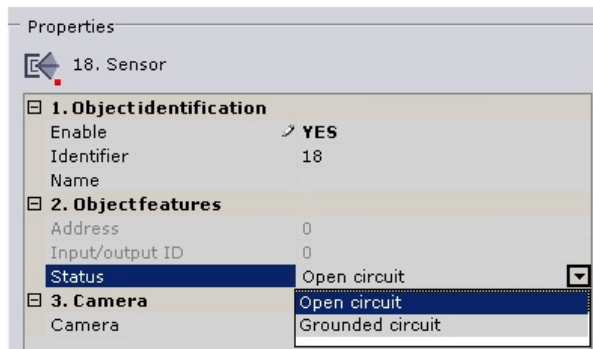 Properties
18. Sensor
1. Object identification
Enable YES
Identifier 18
Name
2. Object features
Address 0
Input/output ID 0
Status Open circuit
3. Camera Open circuit
Camera Grounded circuit